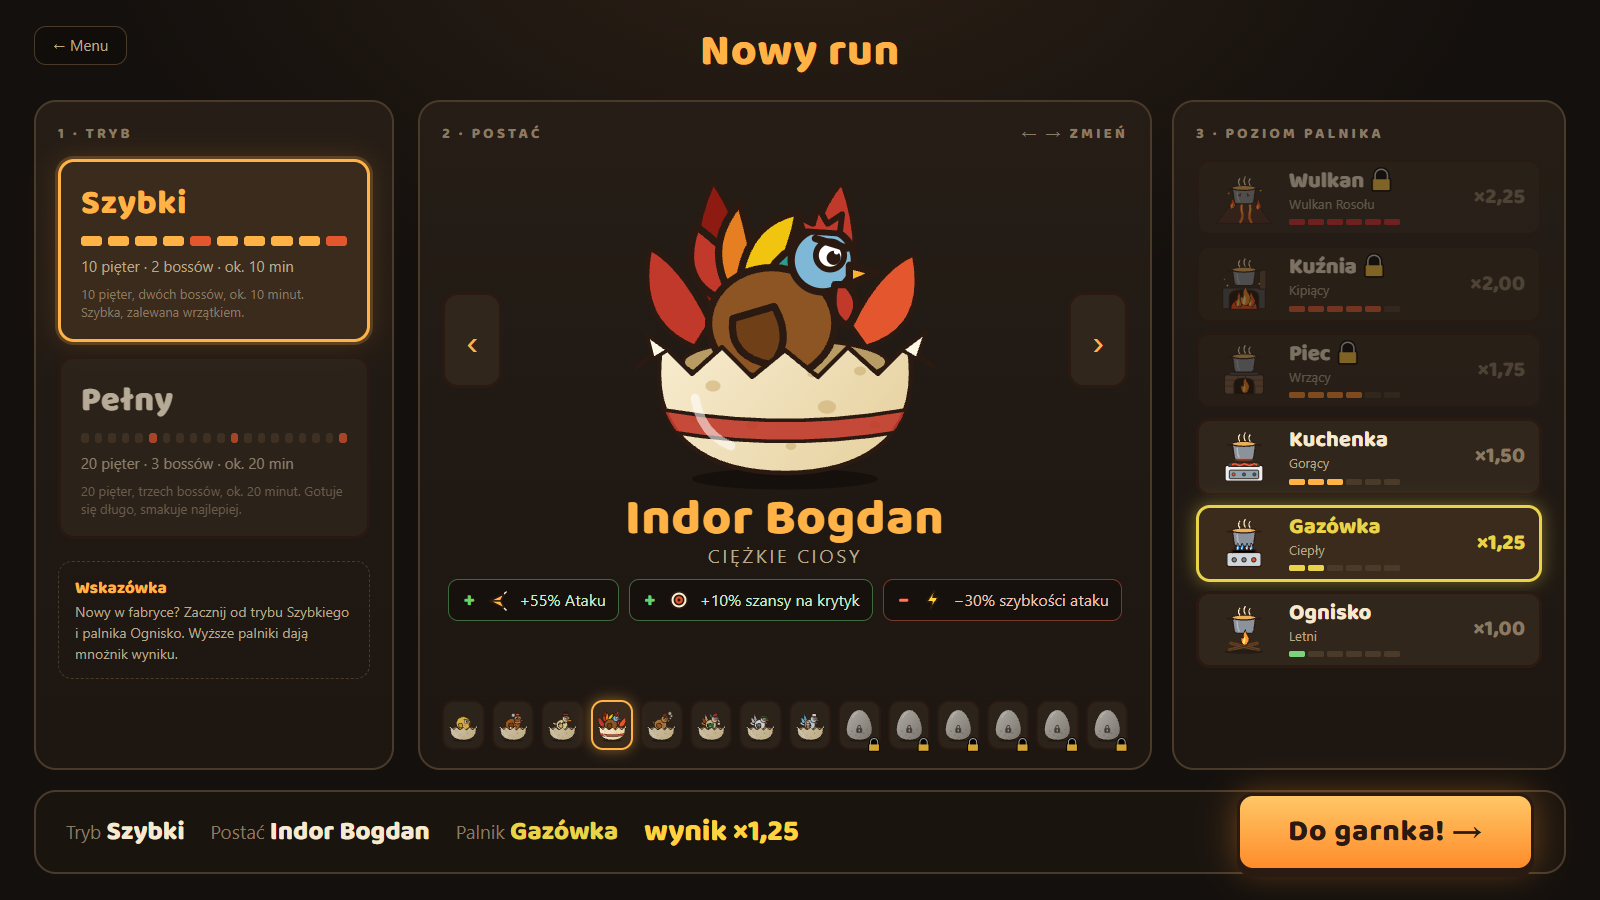 ← Menu
Nowy run
1 · TRYB
Szybki
10 pięter · 2 bossów · ok. 10 min
10 pięter, dwóch bossów, ok. 10 minut.
Szybka, zalewana wrzątkiem.
Pełny
20 pięter · 3 bossów · ok. 20 min
20 pięter, trzech bossów, ok. 20 minut. Gotuje
się długo, smakuje najlepiej.
Wskazówka
Nowy w fabryce? Zacznij od trybu Szybkiego
i palnika Ognisko. Wyższe palniki dają
mnożnik wyniku.
2 · POSTAĆ
← → ZMIEŃ
‹
›
Indor Bogdan
CIĘŻKIE CIOSY
+55% Ataku
+10% szansy na krytyk
−30% szybkości ataku
3 · POZIOM PALNIKA
Wulkan
Wulkan Rosołu
×2,25
Kuźnia
Kipiący
×2,00
Piec
Wrzący
×1,75
Kuchenka
Gorący
×1,50
Gazówka
Ciepły
×1,25
Ognisko
Letni
×1,00
Tryb Szybki Postać Indor Bogdan Palnik Gazówka wynik ×1,25
Do garnka! →